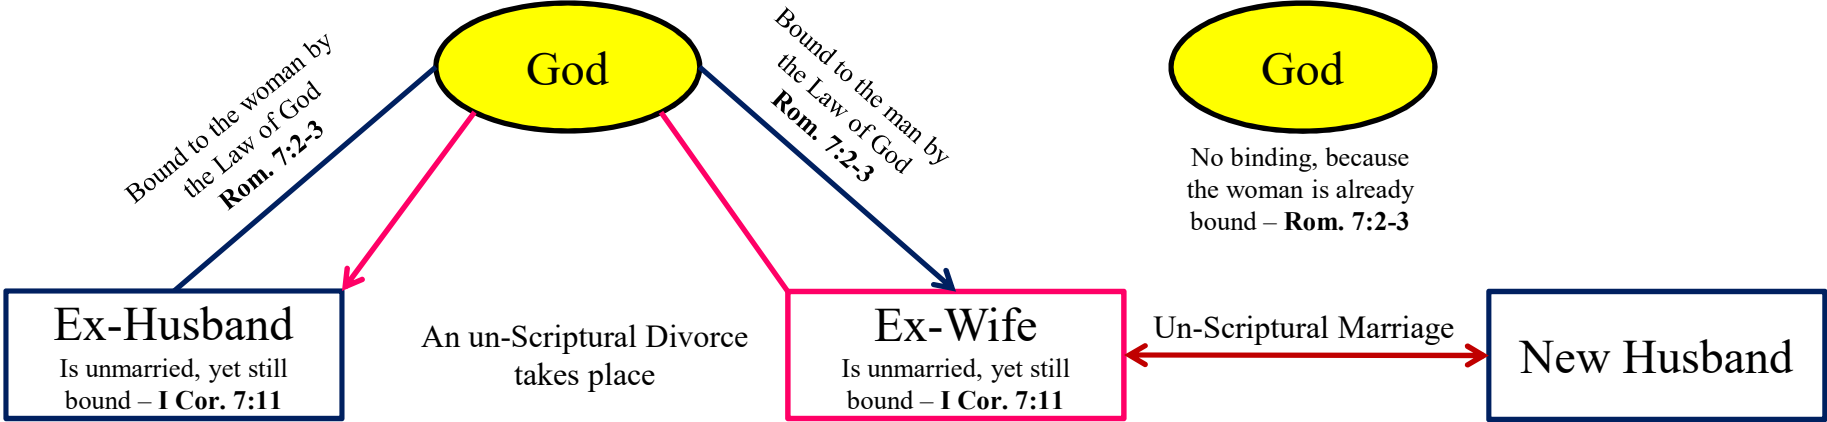 Bound to the woman by
the Law of God
Rom. 7:2-3
God
Bound to the man by
the Law of God
Rom. 7:2-3
God
No binding, because
the woman is already
bound – Rom. 7:2-3
Ex-Husband
Is unmarried, yet still
bound – I Cor. 7:11
An un-Scriptural Divorce
takes place
Ex-Wife
Is unmarried, yet still
bound – I Cor. 7:11
Un-Scriptural Marriage
New Husband